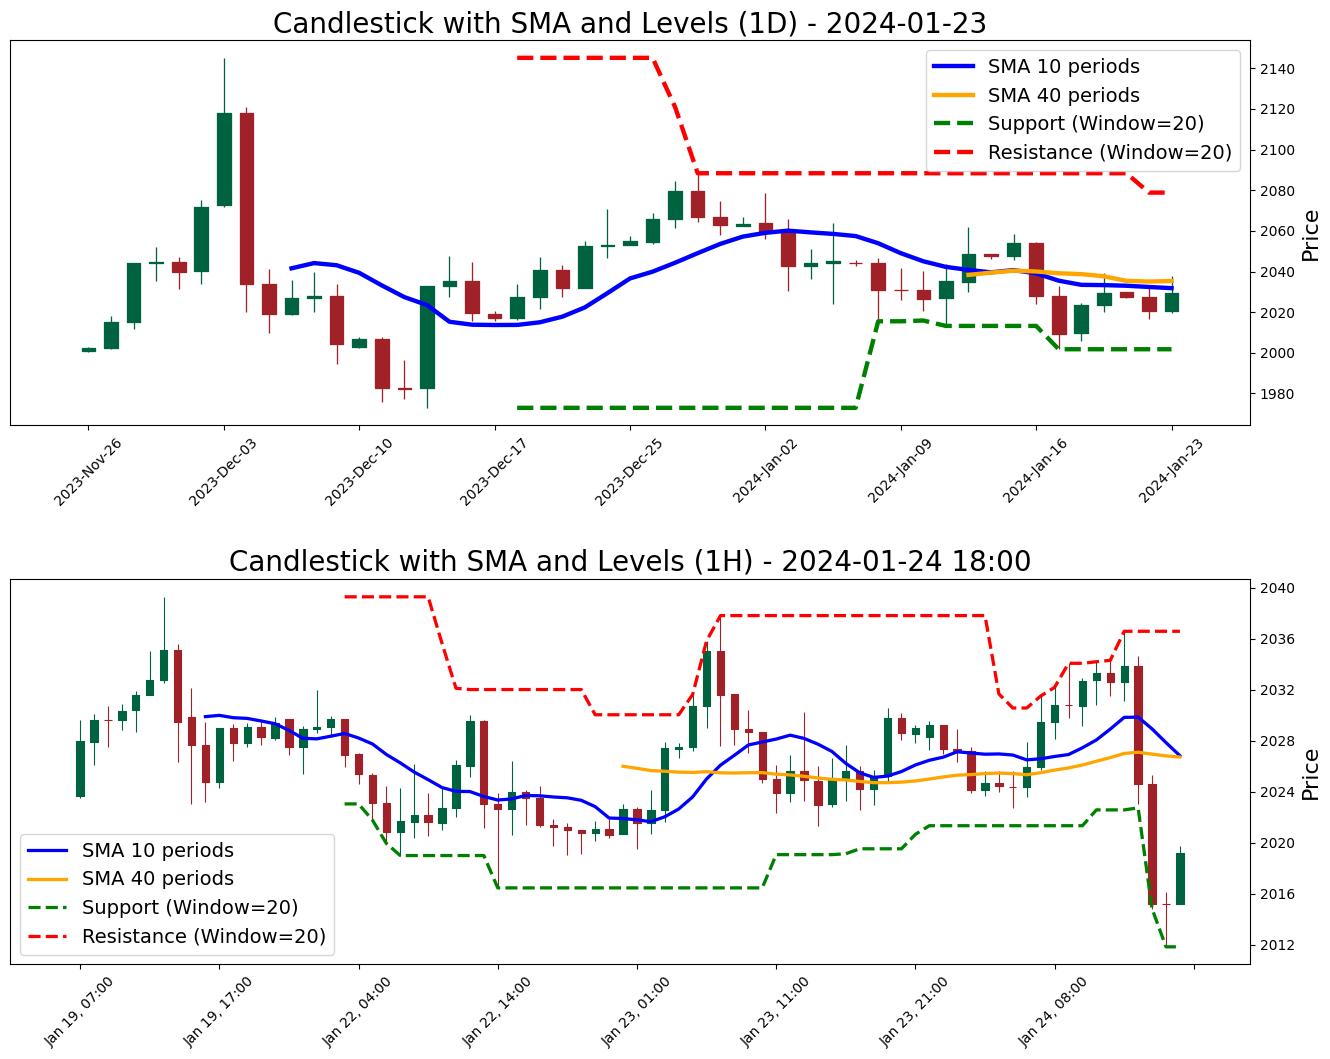 Candlestick with SMA and Levels (1D) - 2024-01-23
SMA 10 periods
SMA 40 periods
Support (Window=20)
Resistance (Window=20)
2140
2120
2100
2080
2060
2040
2020
2000
1980
Price
2023-Nov-26
2023-Dec-03
2023-Dec-10
2023-Dec-17
2023-Dec-25
2024-Jan-02
2024-Jan-09
2024-Jan-16
2024-Jan-23
Candlestick with SMA and Levels (1H) - 2024-01-24 18:00
2040
2036
2032
2028
2024
2020
2016
2012
Price
SMA 10 periods
SMA 40 periods
Support (Window=20)
Resistance (Window=20)
Jan 19, 07:00
Jan 19, 17:00
Jan 22, 04:00
Jan 22, 14:00
Jan 23, 01:00
Jan 23, 11:00
Jan 23, 21:00
Jan 24, 08:00